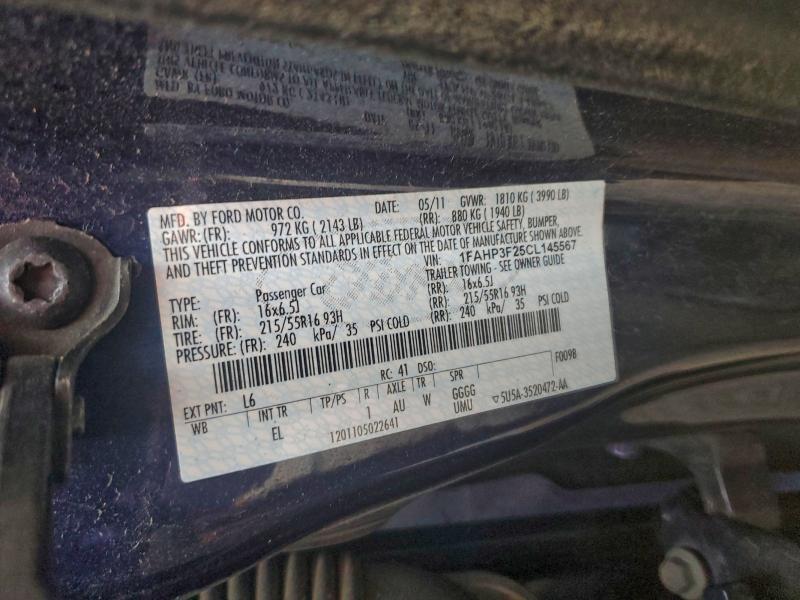 MFD. BY FORD MOTOR CO. DATE: 05/11 GVWR: 1810 KG ( 3990 LB)
GAWR: (FR): 972 KG ( 2143 LB) (RR): 880 KG ( 1940 LB)
THIS VEHICLE CONFORMS TO ALL APPLICABLE FEDERAL MOTOR VEHICLE SAFETY, BUMPER,
AND THEFT PREVENTION STANDARDS IN EFFECT ON THE DATE OF MANUFACTURE SHOWN ABOVE.
VIN: 1FAHP3F25CL145567
TYPE: Passenger Car TRAILER TOWING - SEE OWNER GUIDE
RIM: (FR): 16x6.5J (RR): 16x6.5J
TIRE: (FR): 215/55R16 93H (RR): 215/55R16 93H
PRESSURE: (FR): 240 kPa/ 35 PSI COLD (RR): 240 kPa/ 35 PSI COLD
EXT PNT: L6 RC: 41 DSO: F0098
WB INT TR TP/PS R AXLE TR SPR
EL 1 AU W GGGG
UMU
1201105022641 5U5A-3520472-AA